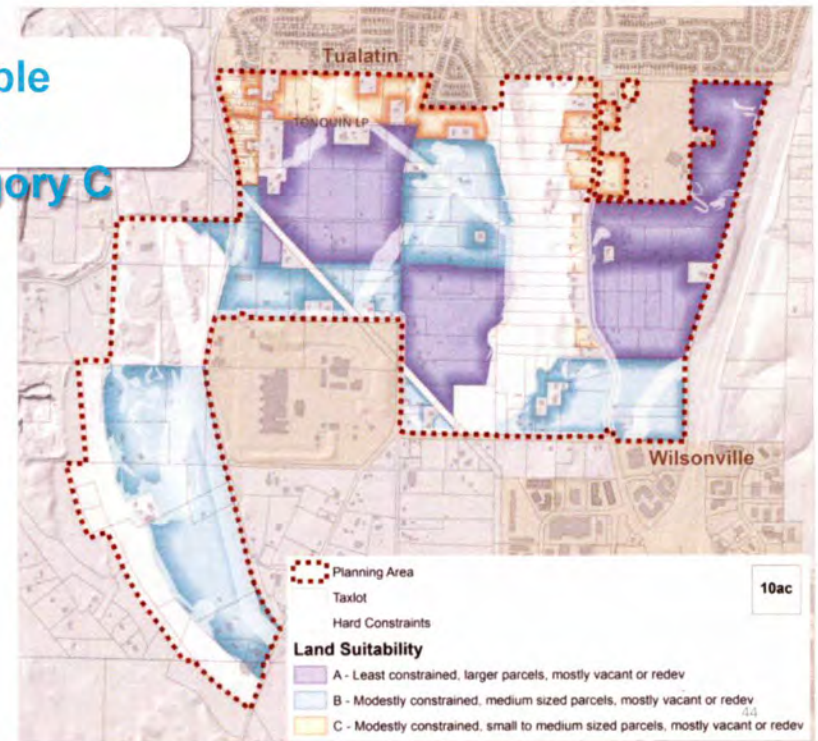 ble
gory C
Tualatin
TONQUIN LP
Wilsonville
Planning Area
Taxlot
Hard Constraints
10ac
Land Suitability
A - Least constrained, larger parcels, mostly vacant or redev
B - Modestly constrained, medium sized parcels, mostly vacant or redev
44
C - Modestly constrained, small to medium sized parcels, mostly vacant or redev